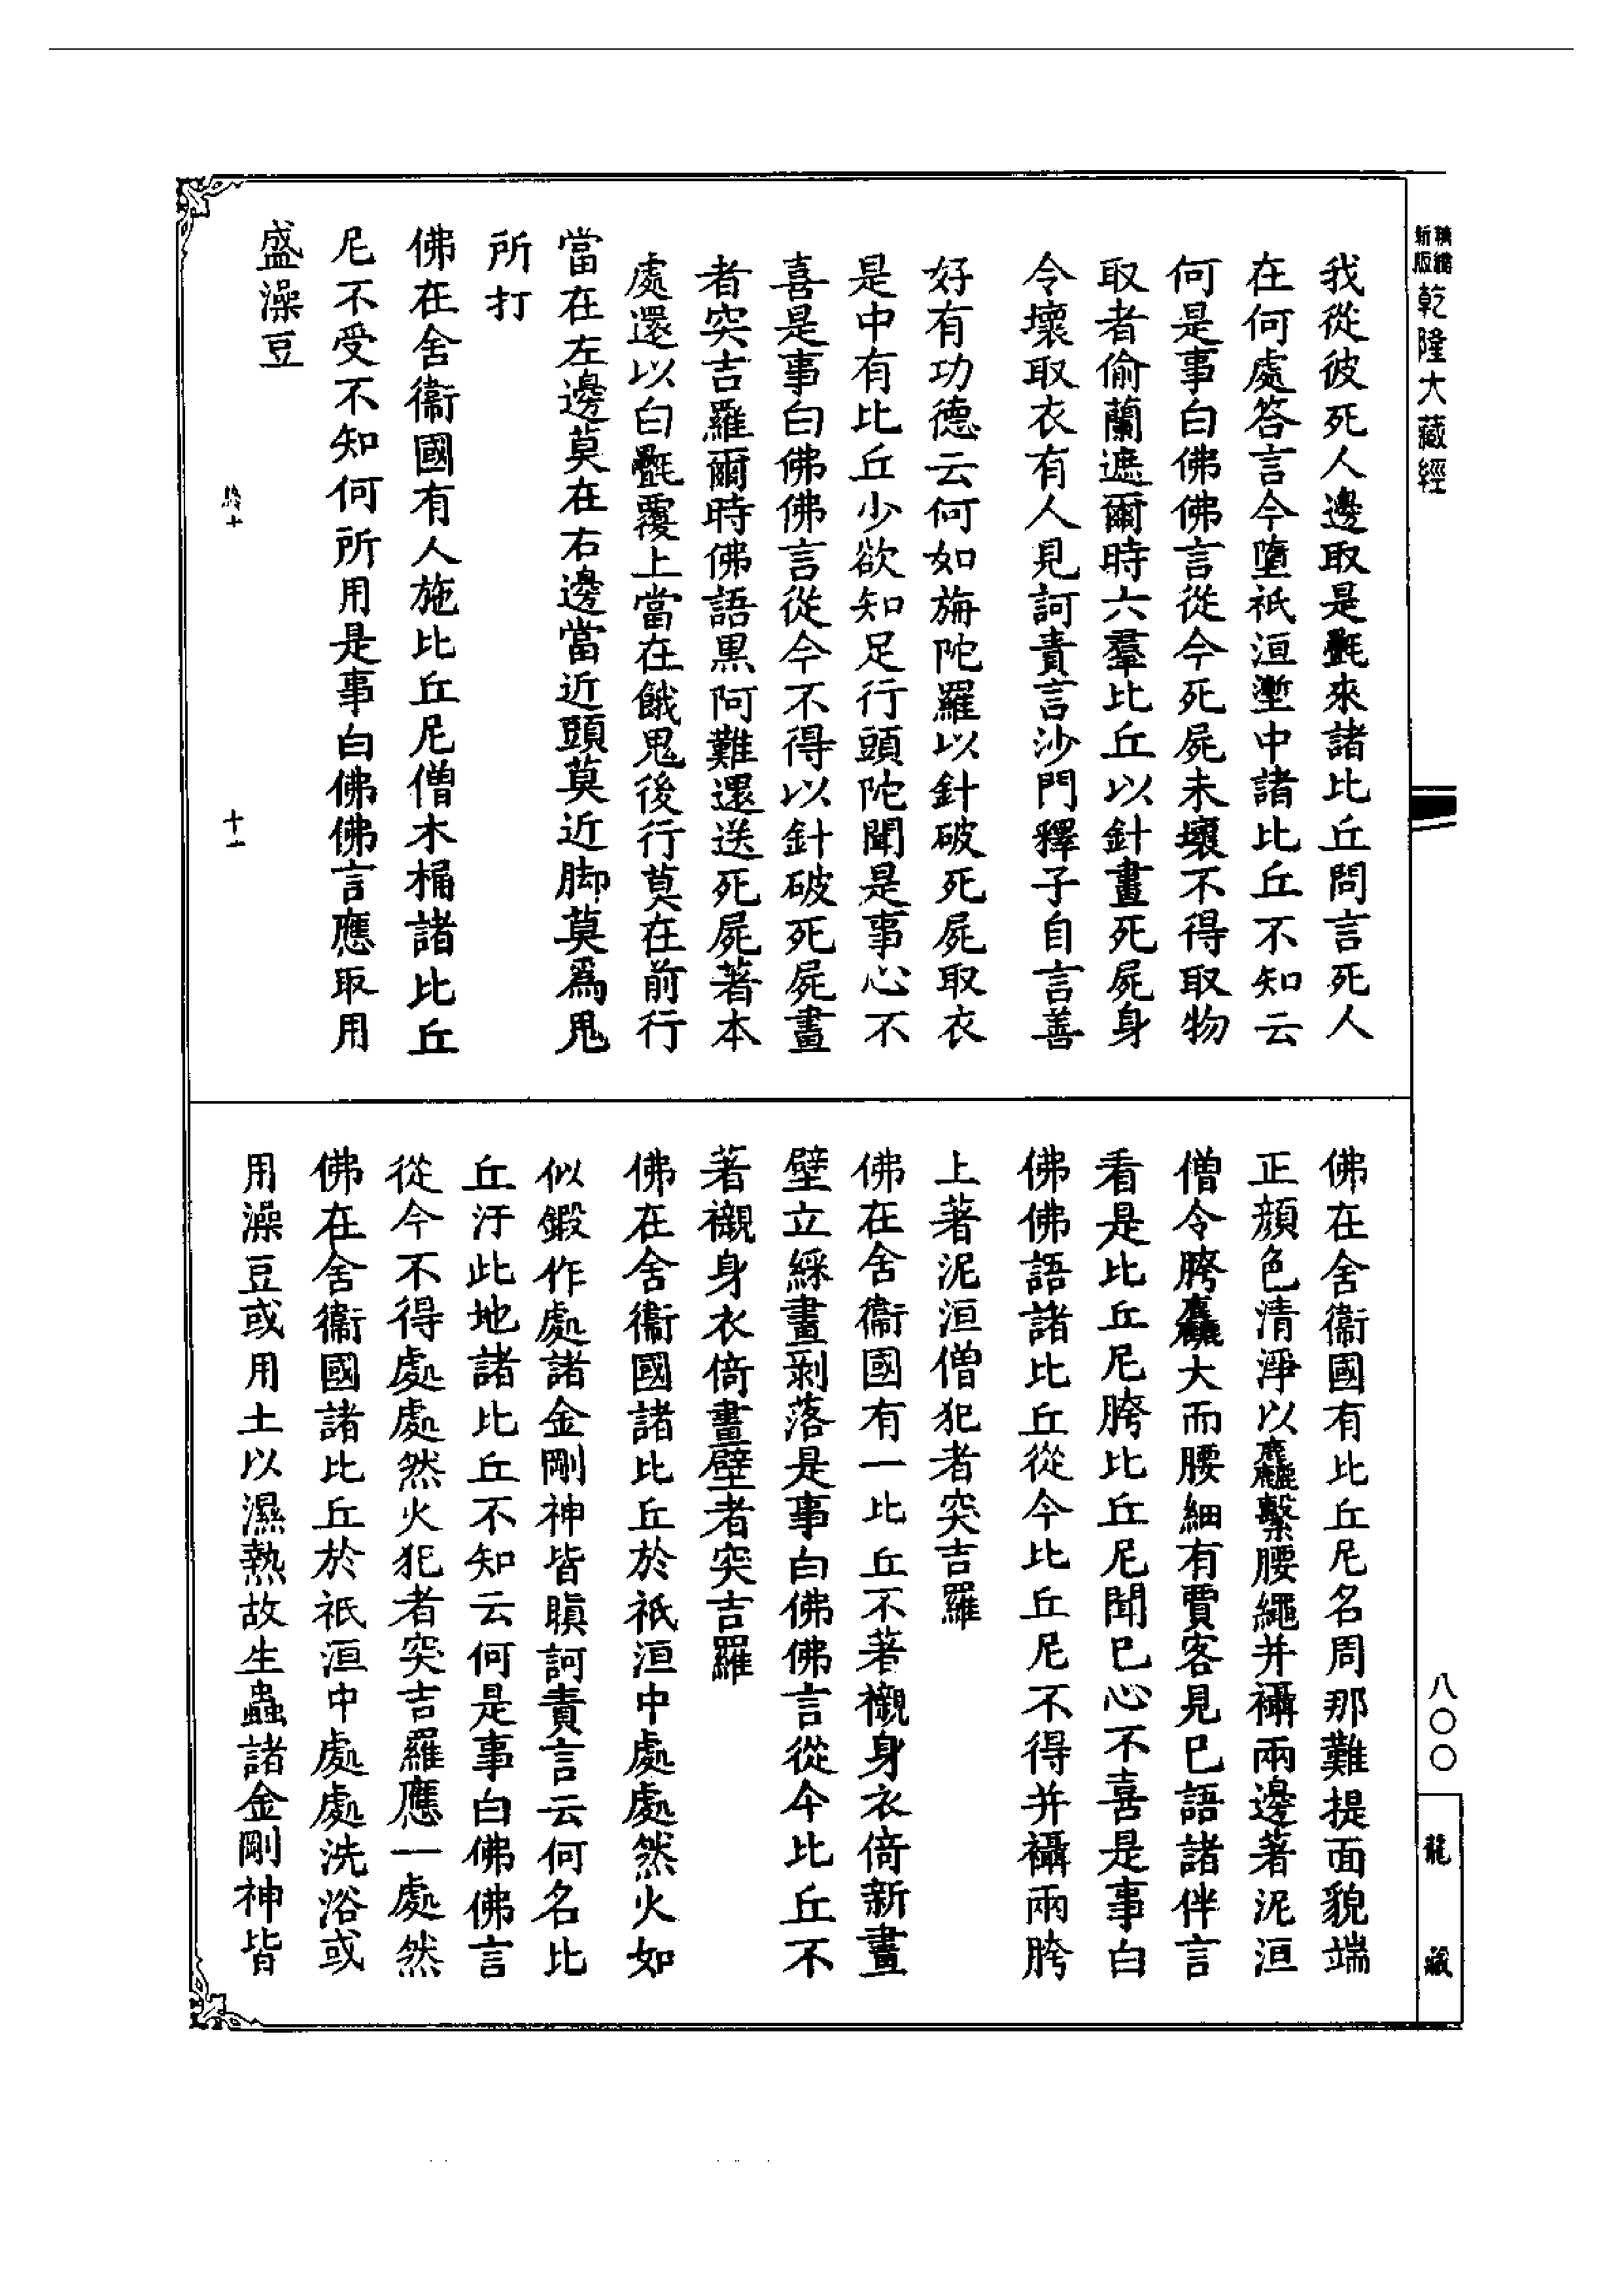 新版
精縮
乾隆大藏經
我從彼死人邊取是㲲來諸比丘問言死人
在何處答言今墮祇洹壍中諸比丘不知云
何是事白佛佛言從今死屍未壞不得取物
取者偷蘭遮爾時六羣比丘以針畫死屍身
令壞取衣有人見訶責言沙門釋子自言善
好有功德云何如旃陀羅以針破死屍取衣
是中有比丘少欲知足行頭陀聞是事心不
喜是事白佛佛言從今不得以針破死屍畫
者突吉羅爾時佛語黑阿難還送死屍著本
處還以白㲲覆上當在餓鬼後行莫在前行
當在左邊莫在右邊當近頭莫近脚莫爲鬼
所打
佛在舍衞國有人施比丘尼僧木桶諸比丘
尼不受不知何所用是事白佛佛言應取用
盛澡豆
終十
十一
佛在舍衞國有比丘尼名周那難提面貌端
正顏色清淨以麤繫腰繩并襵兩邊著泥洹
僧令胯麤大而腰細有賈客見已語諸伴言
看是比丘尼胯比丘尼聞已心不喜是事白
佛佛語諸比丘從今比丘尼不得并襵兩胯
上著泥洹僧犯者突吉羅
佛在舍衞國有一比丘不著襯身衣倚新畫
壁立綵畫剥落是事白佛佛言從今比丘不
著襯身衣倚畫壁者突吉羅
佛在舍衞國諸比丘於祇洹中處處然火如
似鍛作處諸金剛神皆瞋訶責言云何名比
丘汙此地諸比丘不知云何是事白佛佛言
從今不得處處然火犯者突吉羅應一處然
佛在舍衞國諸比丘於祇洹中處處洗浴或
用澡豆或用土以濕熱故生蟲諸金剛神皆
八〇〇
龍藏